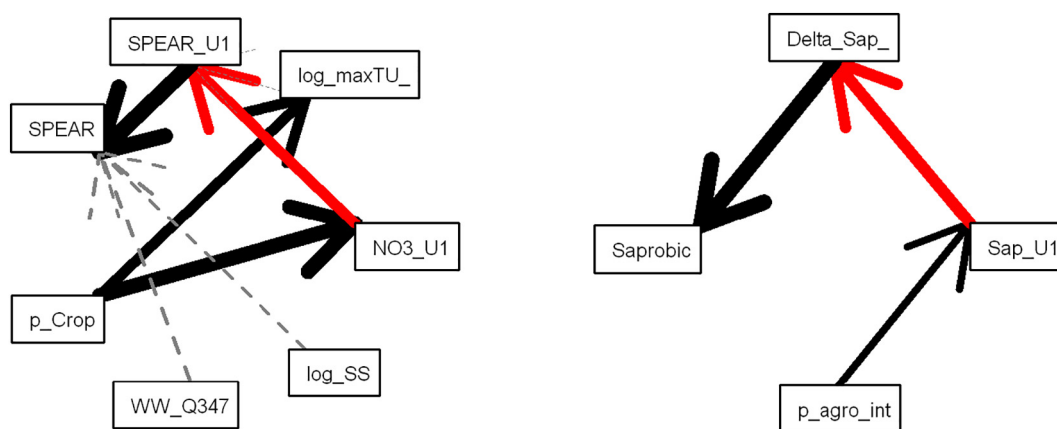 SPEAR_U1
log_maxTU_
SPEAR
NO3_U1
p_Crop
log_SS
WW_Q347
Delta_Sap_
Saprobic
Sap_U1
p_agro_int